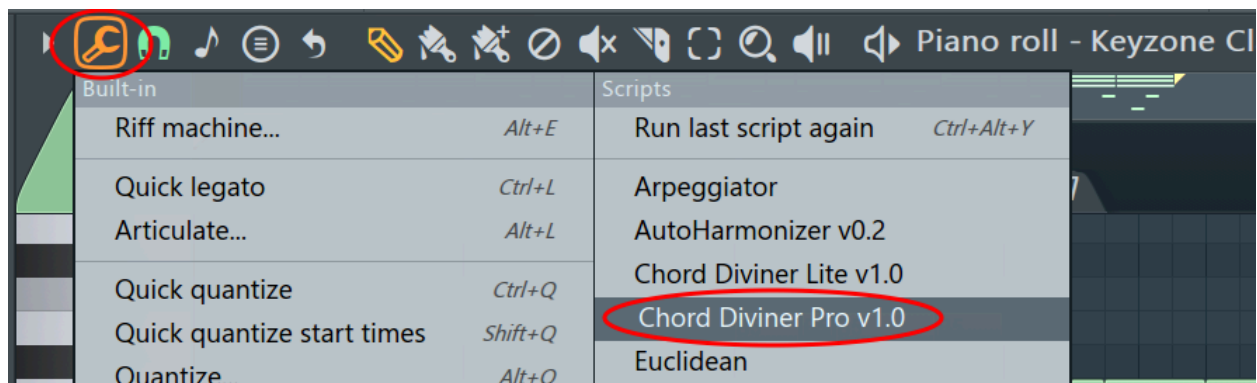 Piano roll - Keyzone Cl
Built-in
Riff machine... Alt+E
Quick legato Ctrl+L
Articulate... Alt+L
Quick quantize Ctrl+Q
Quick quantize start times Shift+Q
Quantize Alt+Q
Scripts
Run last script again Ctrl+Alt+Y
Arpeggiator
AutoHarmonizer v0.2
Chord Diviner Lite v1.0
Chord Diviner Pro v1.0
Euclidean